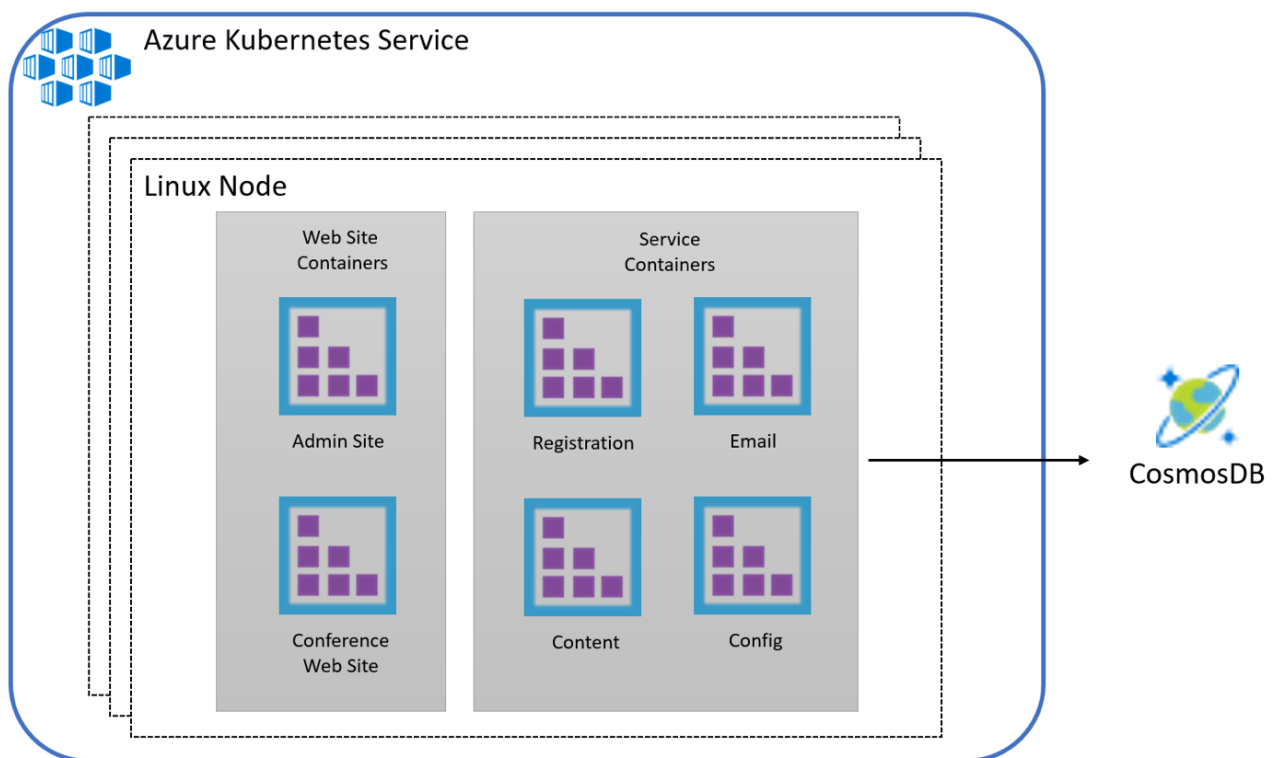 Azure Kubernetes Service
Linux Node
Web Site
Containers
Admin Site
Conference
Web Site
Service
Containers
Registration
Email
Content
Config
CosmosDB